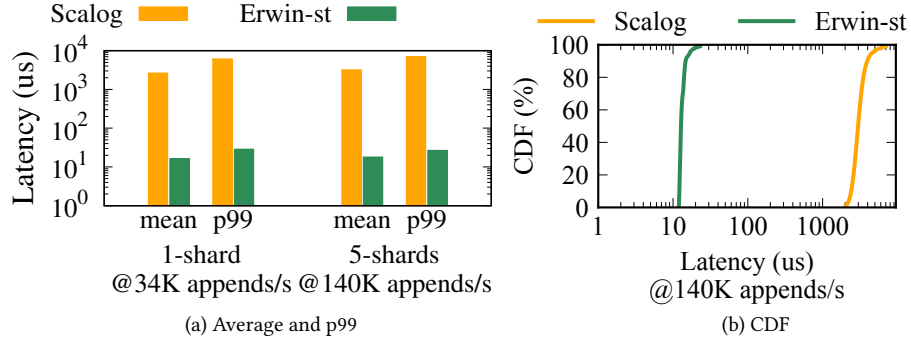 Scalog Erwin-st
Latency (us)
10^4
10^3
10^2
10^1
10^0
mean p99 mean p99
1-shard 5-shards
@34K appends/s @140K appends/s
(a) Average and p99
Scalog Erwin-st
CDF (%)
100
80
60
40
20
0
1 10 100 1000
Latency (us)
@140K appends/s
(b) CDF